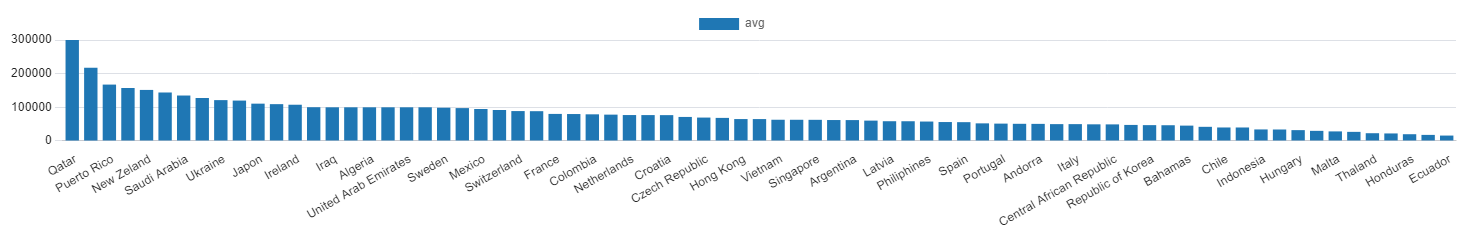 avg
300000
200000
100000
0
Qatar
Puerto Rico
New Zeland
Saudi Arabia
Ukraine
Japon
Ireland
Iraq
Algeria
United Arab Emirates
Sweden
Mexico
Switzerland
France
Colombia
Netherlands
Croatia
Czech Republic
Hong Kong
Vietnam
Singapore
Argentina
Latvia
Philiphines
Spain
Portugal
Andorra
Italy
Central African Republic
Republic of Korea
Bahamas
Chile
Indonesia
Hungary
Malta
Thaland
Honduras
Ecuador